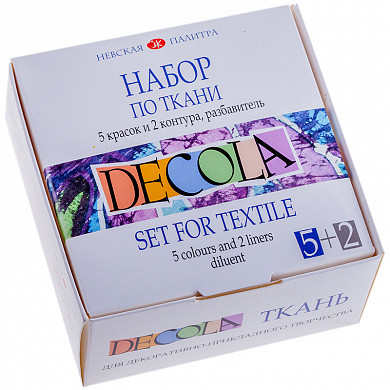 НЕВСКАЯ ПАЛИТРА
НАБОР
ПО ТКАНИ
5 красок и 2 контура, разбавитель
DECOLA
SET FOR TEXTILE
5 colours and 2 liners
diluent
5+2
DECOLA ТКАНЬ
ДЛЯ ДЕКОРАТИВНО-ПРИКЛАДНОГО ТВОРЧЕСТВА